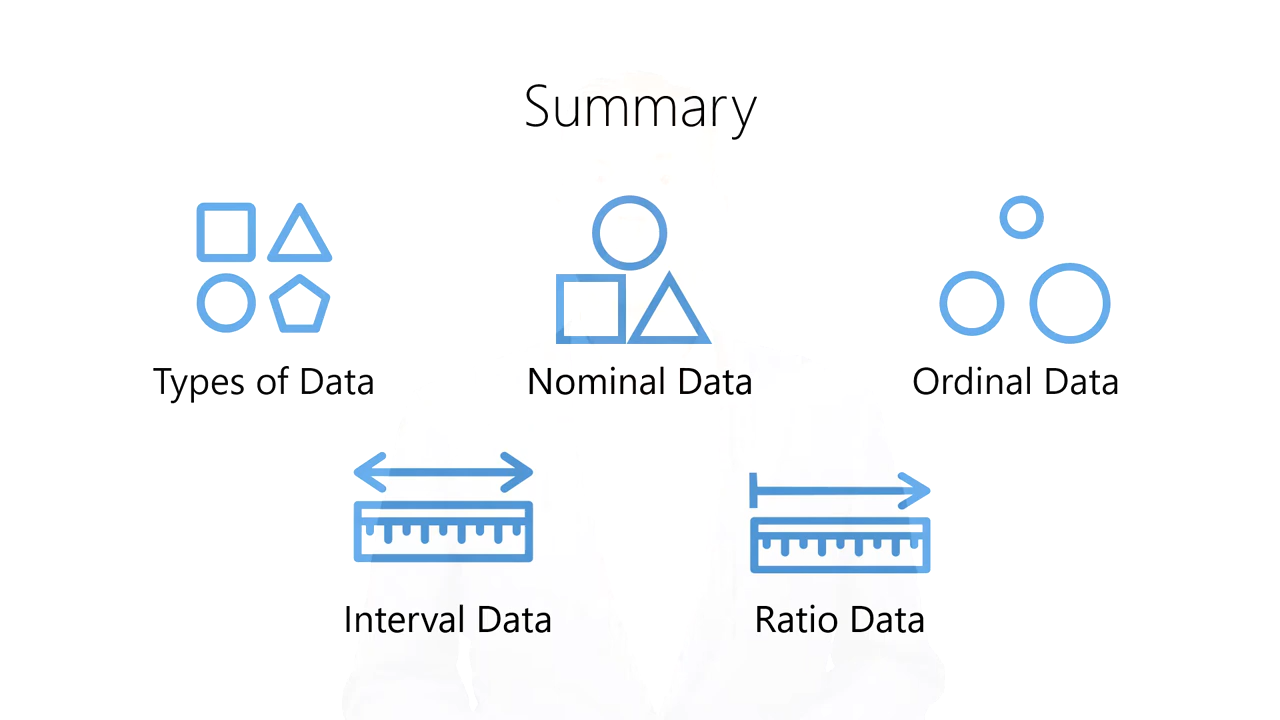 Summary
Types of Data
Nominal Data
Ordinal Data
Interval Data
Ratio Data